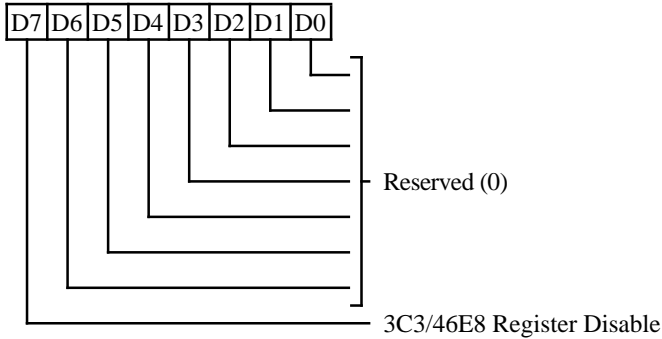 D7 D6 D5 D4 D3 D2 D1 D0
Reserved (0)
3C3/46E8 Register Disable